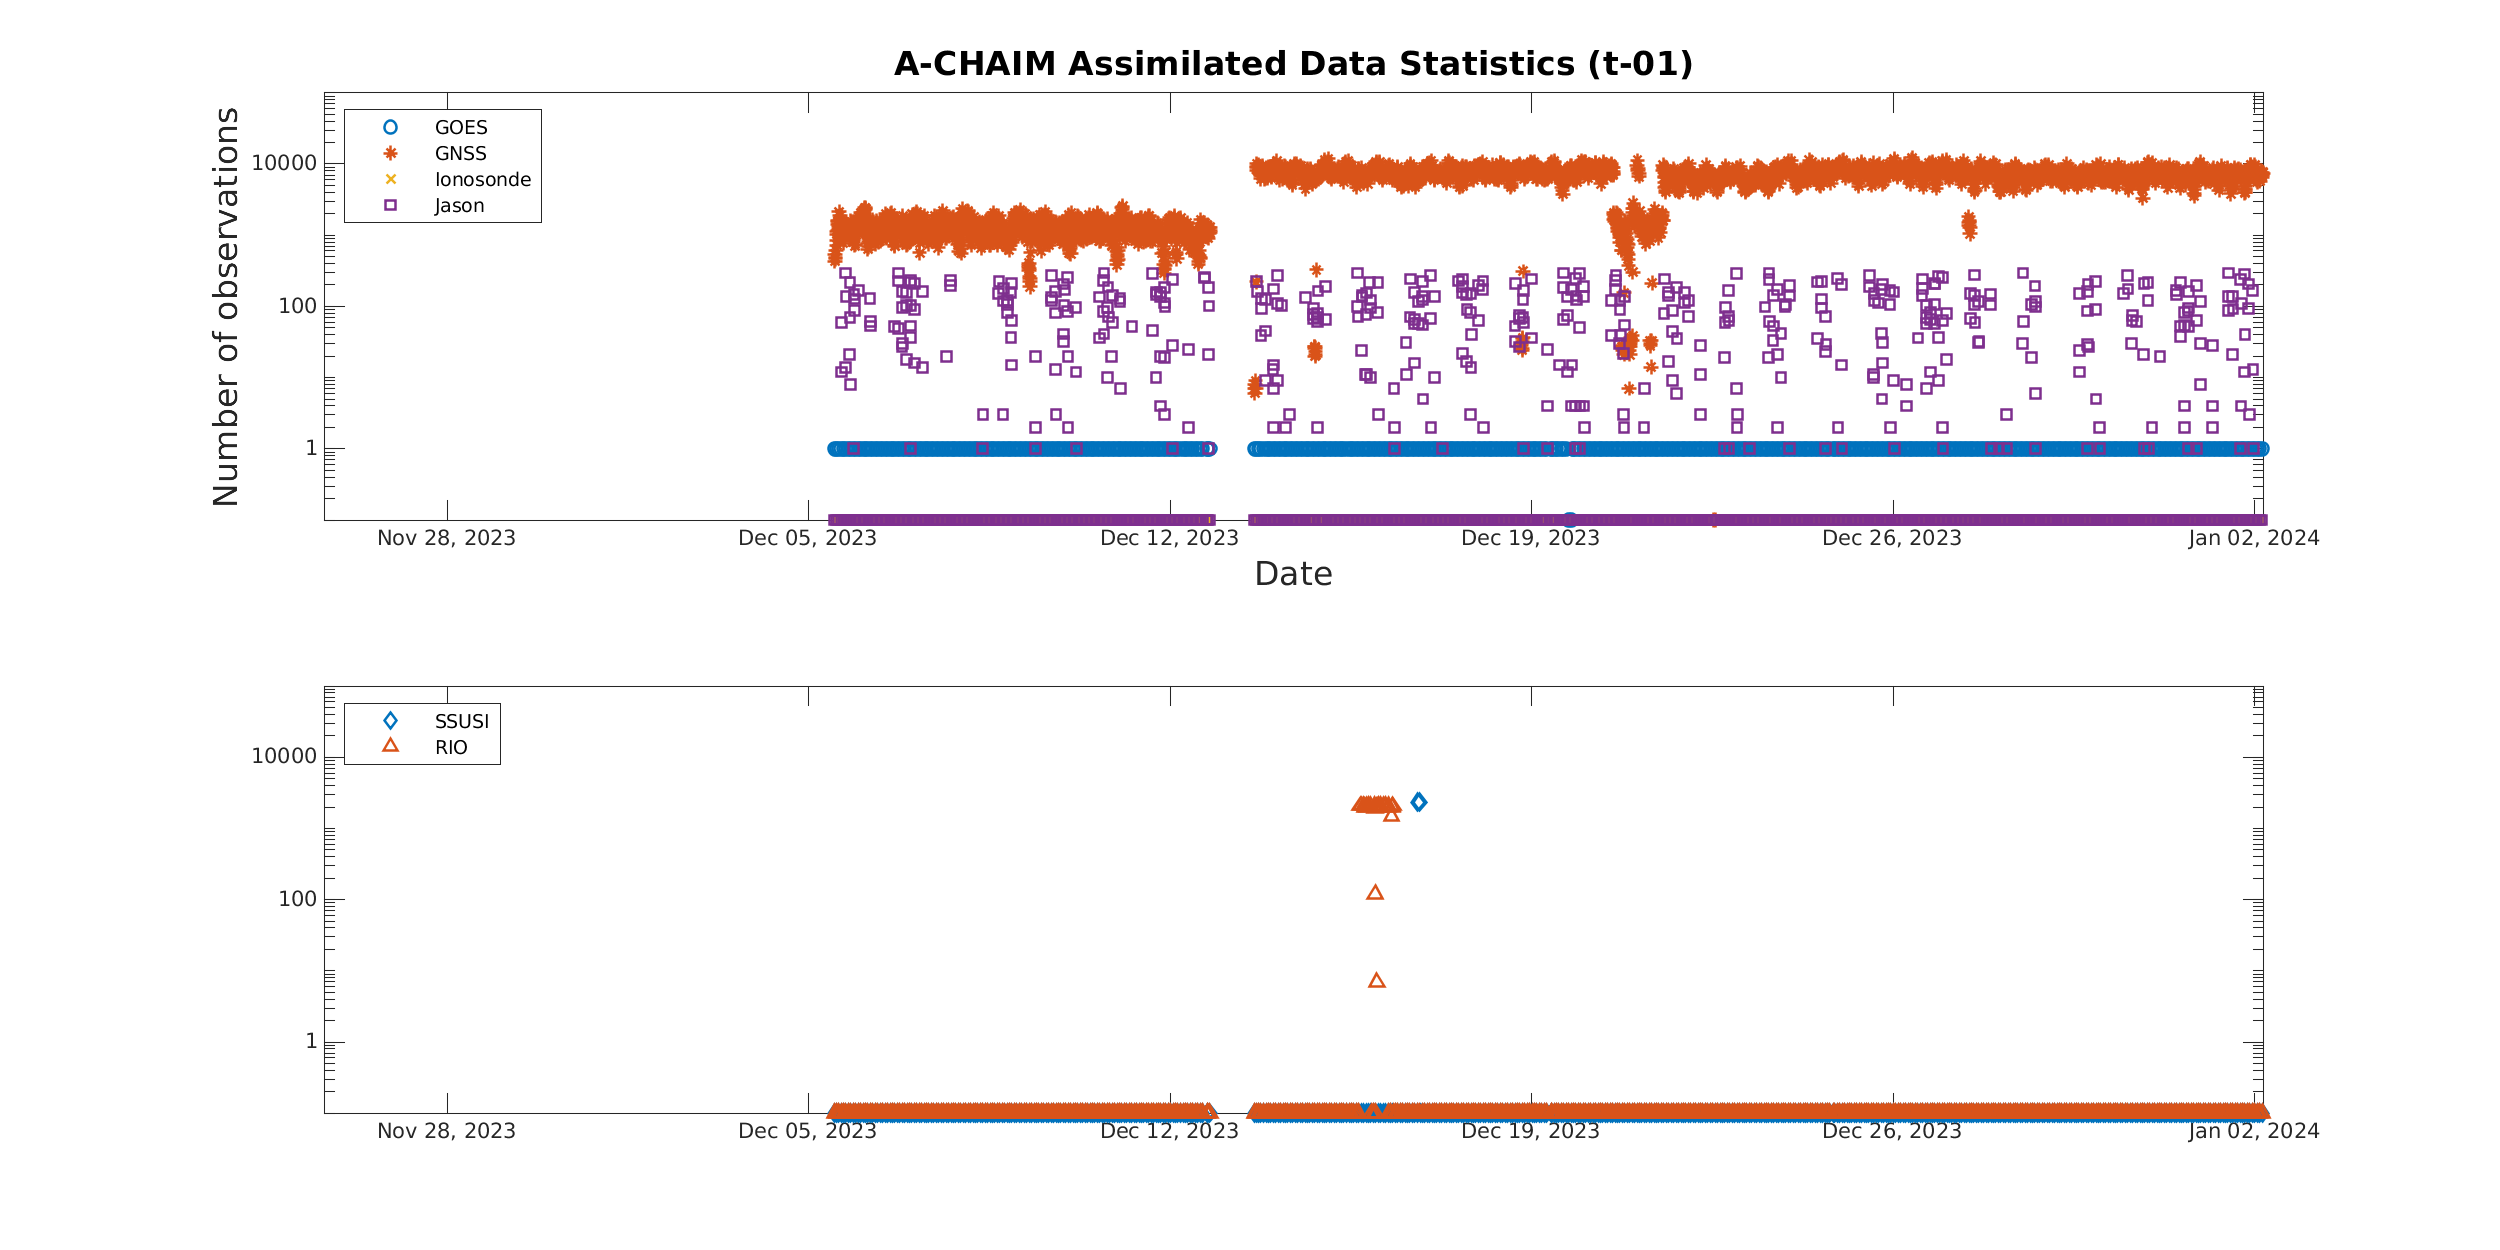 A-CHAIM Assimilated Data Statistics (t-01)
Number of observations
GOES
GNSS
Ionosonde
Jason
10000
100
1
Nov 28, 2023
Dec 05, 2023
Dec 12, 2023
Dec 19, 2023
Dec 26, 2023
Jan 02, 2024
Date
SSUSI
RIO
10000
100
1
Nov 28, 2023
Dec 05, 2023
Dec 12, 2023
Dec 19, 2023
Dec 26, 2023
Jan 02, 2024